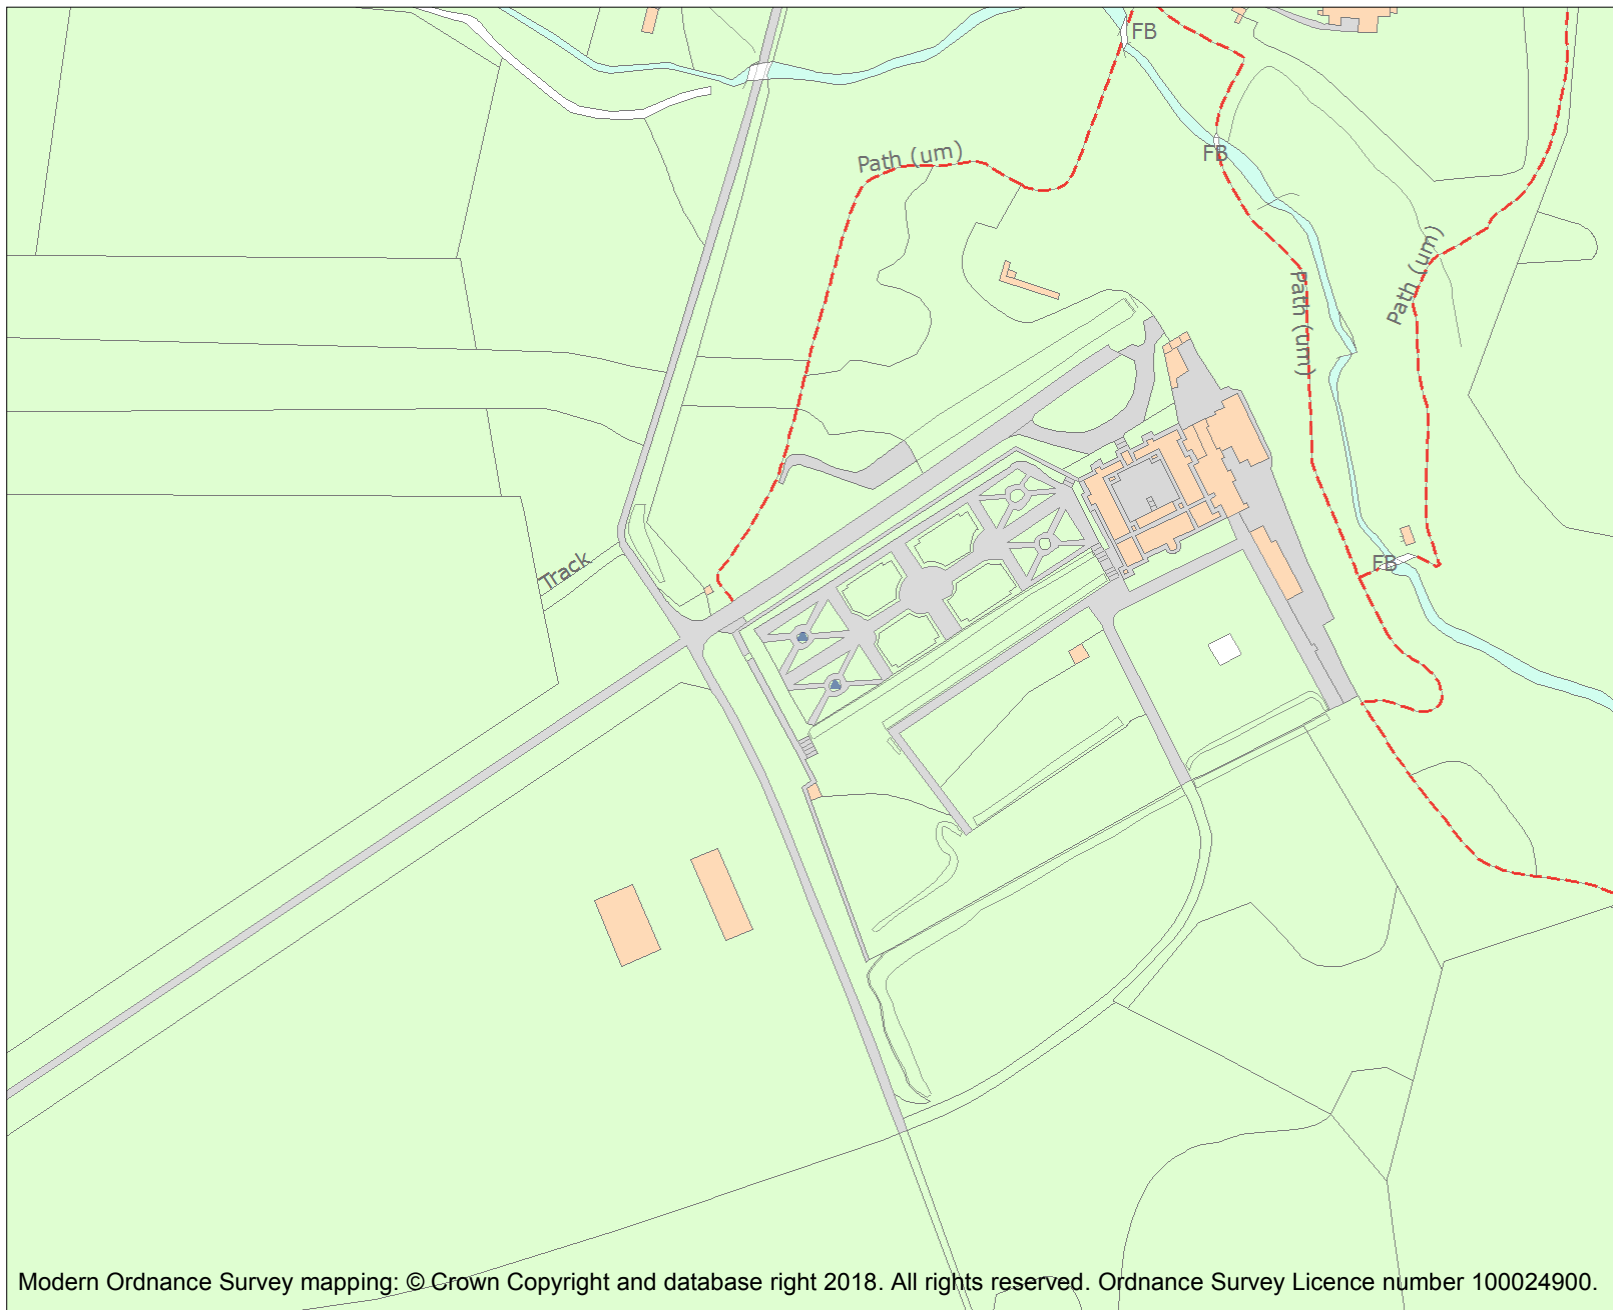 FB
Path (um)
FB
Path (um)
Path (um)
Track
FB
Modern Ordnance Survey mapping: © Crown Copyright and database right 2018. All rights reserved. Ordnance Survey Licence number 100024900.